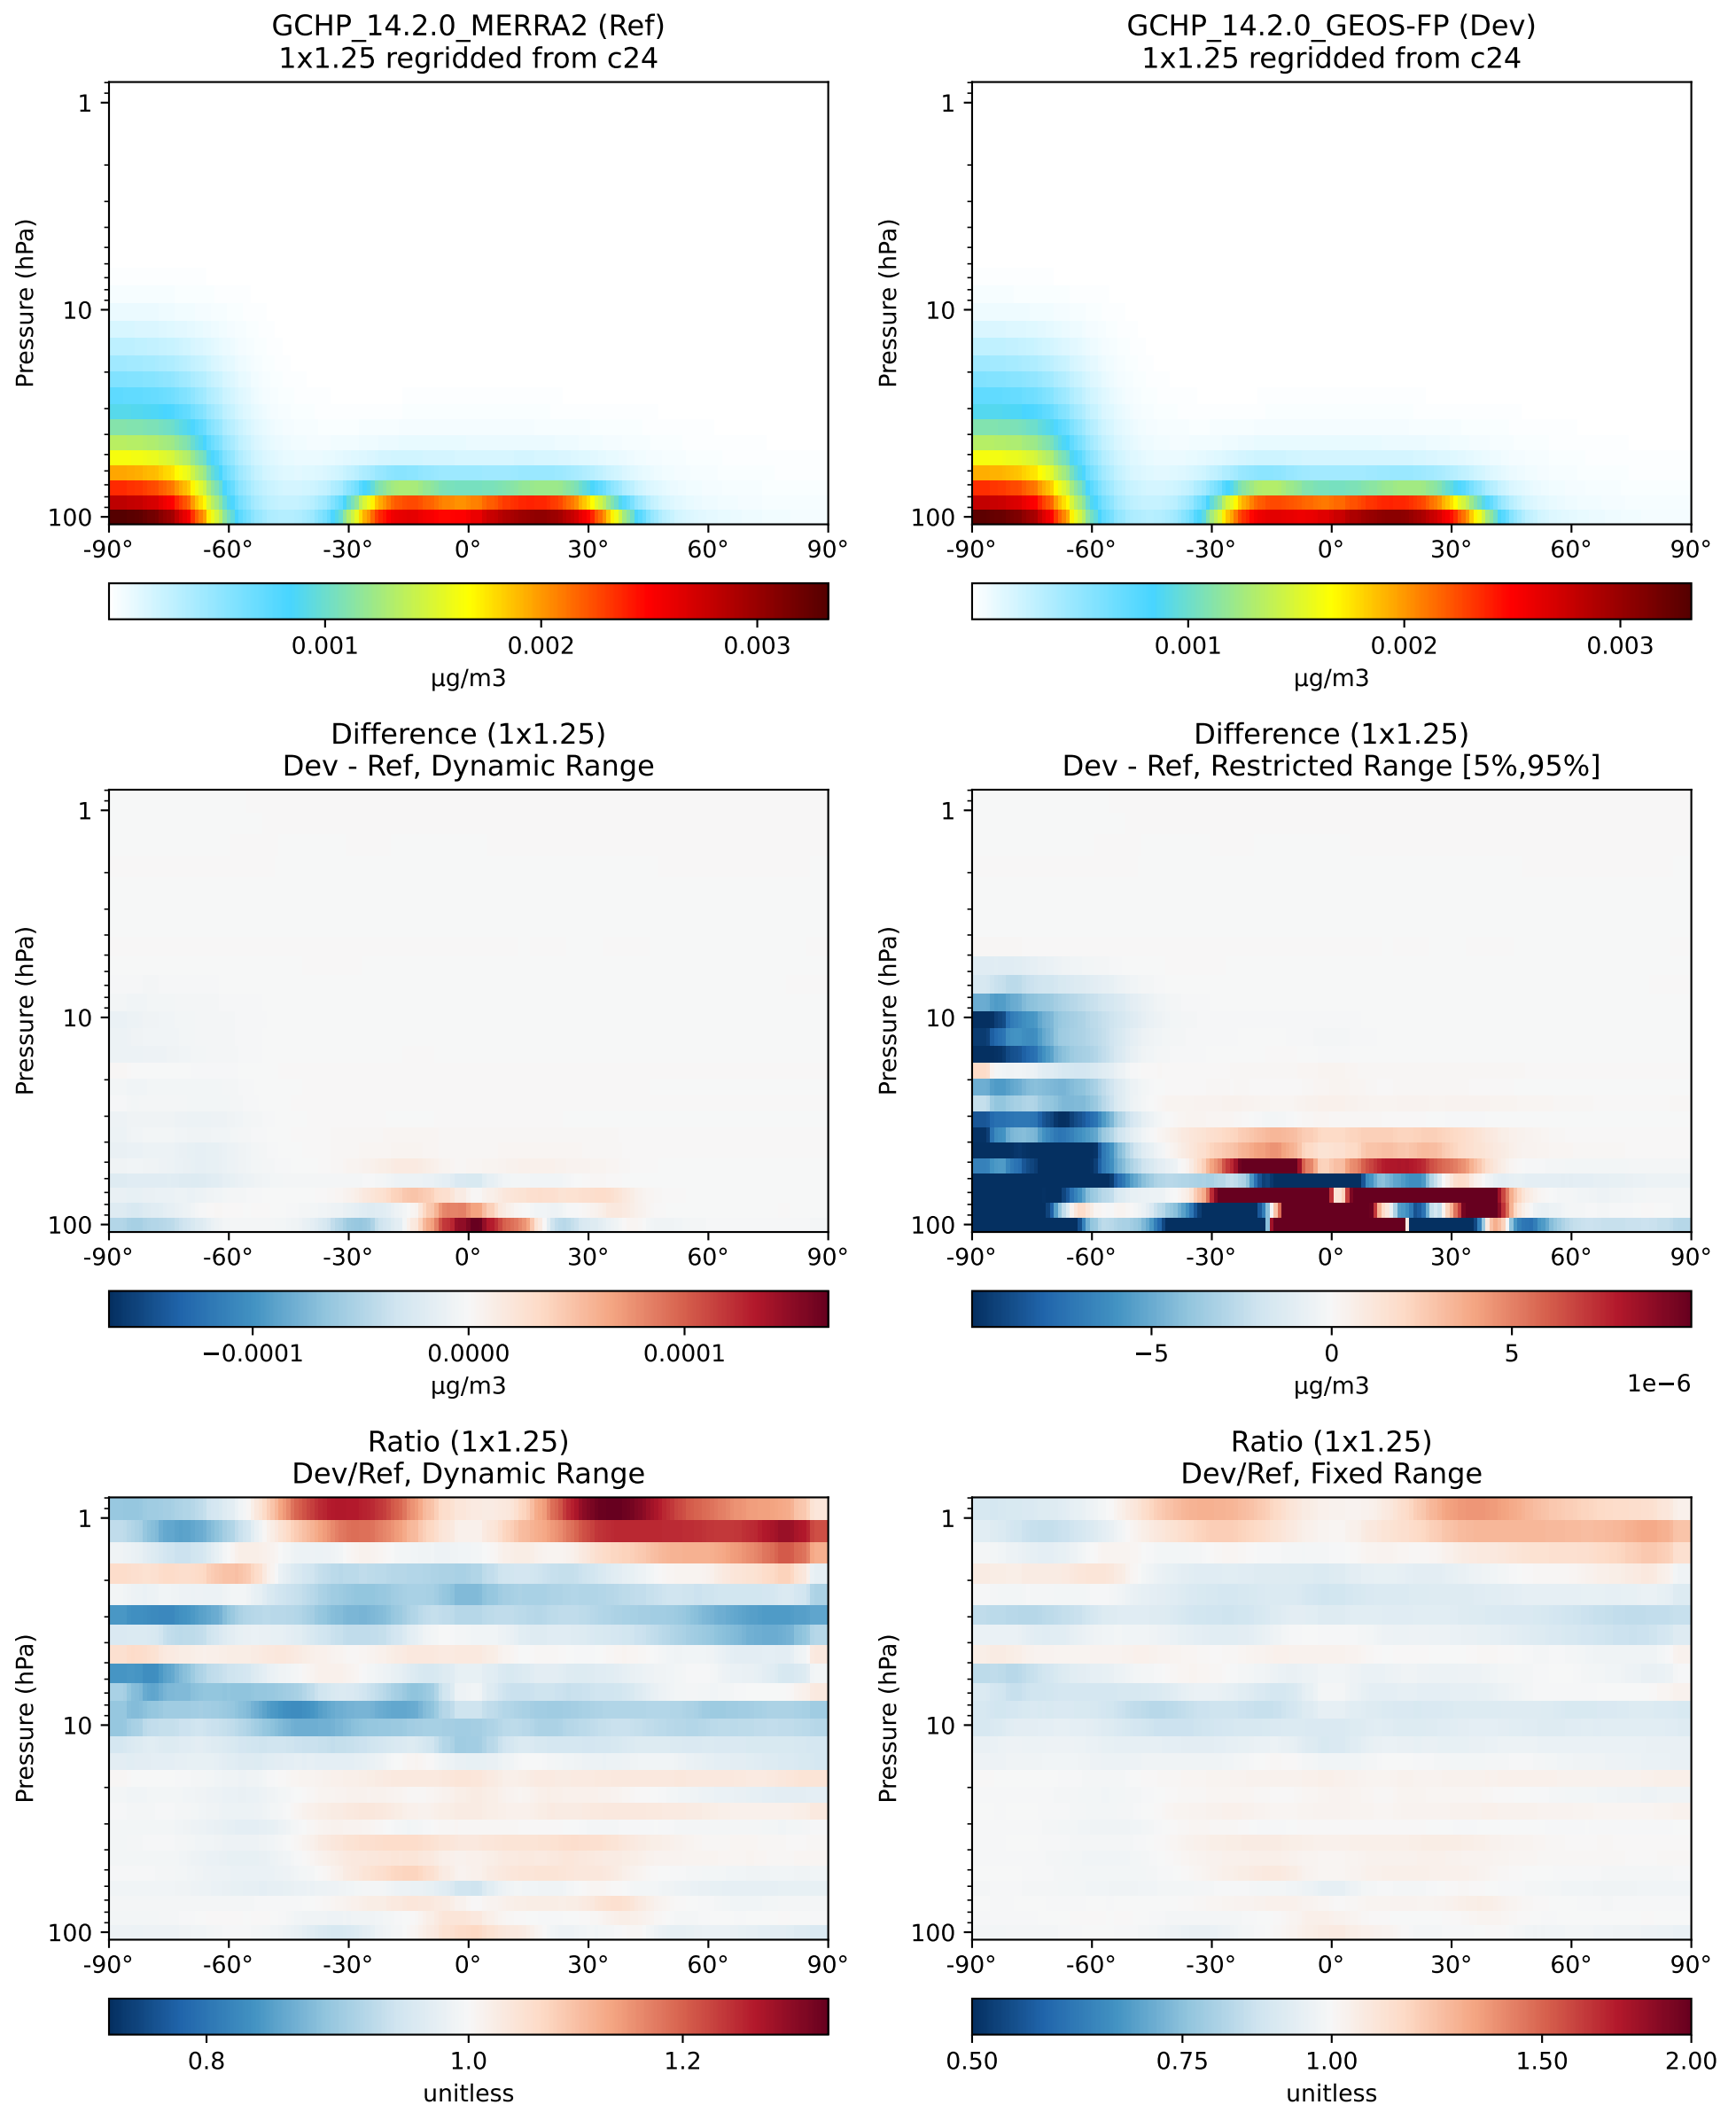 GCHP_14.2.0_MERRA2 (Ref)
1x1.25 regridded from c24
Pressure (hPa)
1
10
100
-90° -60° -30° 0° 30° 60° 90°
0.001 0.002 0.003
μg/m3
GCHP_14.2.0_GEOS-FP (Dev)
1x1.25 regridded from c24
Pressure (hPa)
1
10
100
-90° -60° -30° 0° 30° 60° 90°
0.001 0.002 0.003
μg/m3
Difference (1x1.25)
Dev - Ref, Dynamic Range
Pressure (hPa)
1
10
100
-90° -60° -30° 0° 30° 60° 90°
−0.0001 0.0000 0.0001
μg/m3
Difference (1x1.25)
Dev - Ref, Restricted Range [5%,95%]
Pressure (hPa)
1
10
100
-90° -60° -30° 0° 30° 60° 90°
−5 0 5
μg/m3
1e−6
Ratio (1x1.25)
Dev/Ref, Dynamic Range
Pressure (hPa)
1
10
100
-90° -60° -30° 0° 30° 60° 90°
0.8 1.0 1.2
unitless
Ratio (1x1.25)
Dev/Ref, Fixed Range
Pressure (hPa)
1
10
100
-90° -60° -30° 0° 30° 60° 90°
0.50 0.75 1.00 1.50 2.00
unitless